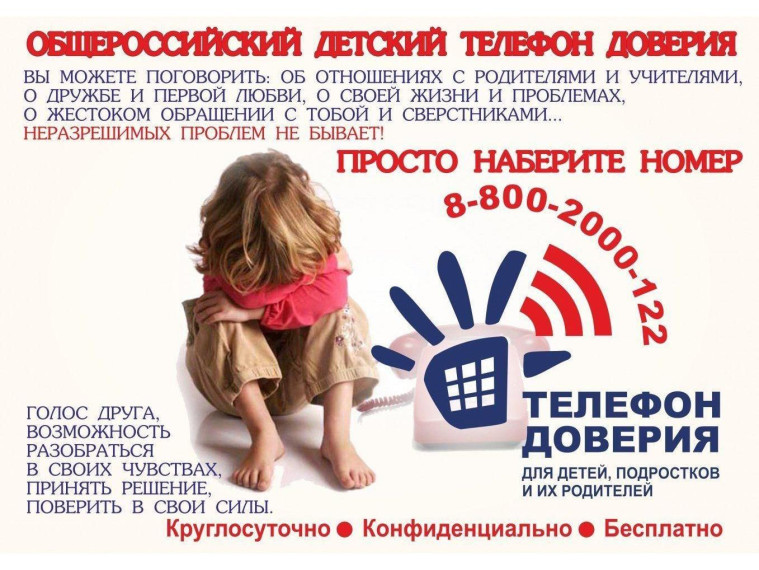 ОБЩЕРОССИЙСКИЙ ДЕТСКИЙ ТЕЛЕФОН ДОВЕРИЯ
ВЫ МОЖЕТЕ ПОГОВОРИТЬ: ОБ ОТНОШЕНИЯХ С РОДИТЕЛЯМИ И УЧИТЕЛЯМИ,
О ДРУЖБЕ И ПЕРВОЙ ЛЮБВИ, О СВОЕЙ ЖИЗНИ И ПРОБЛЕМАХ,
О ЖЕСТОКОМ ОБРАЩЕНИИ С ТОБОЙ И СВЕРСТНИКАМИ...
НЕРАЗРЕШИМЫХ ПРОБЛЕМ НЕ БЫВАЕТ!
ПРОСТО НАБЕРИТЕ НОМЕР
8-800-2000-122
ТЕЛЕФОН
ДОВЕРИЯ
ДЛЯ ДЕТЕЙ, ПОДРОСТКОВ
И ИХ РОДИТЕЛЕЙ
ГОЛОС ДРУГА,
ВОЗМОЖНОСТЬ
РАЗОБРАТЬСЯ
В СВОИХ ЧУВСТВАХ,
ПРИНЯТЬ РЕШЕНИЕ,
ПОВЕРИТЬ В СВОИ СИЛЫ.
Круглосуточно ● Конфиденциально ● Бесплатно